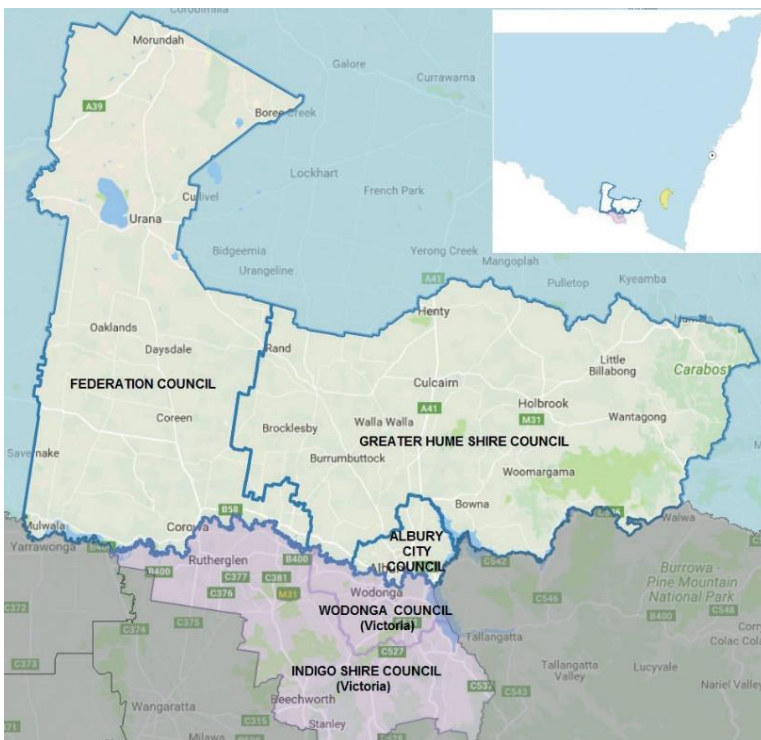 Morundah
Galore
Currawarna
A39
Boree Creek
Lockhart
French Park
Urana
Bidgeemia
Yerong Creek
Mangoplah
Urangeline
A41
Pulletop
Kyeamba
Henty
Oaklands
Rand
Daysdale
Little
Billabong
Carabost
FEDERATION COUNCIL
Culcairn
A41
Holbrook
M31
Wantagong
Coreen
Walla Walla
Brocklesby
GREATER HUME SHIRE COUNCIL
Burrumbuttock
Savernake
Woomargama
B58
Bowna
Mulwala
Corowa
Walwa
ALBURY
CITY
COUNCIL
Yarrawonga
Rutherglen
B400
C542
B400
C377
C381
C376
M31
C372
Wodonga
C546
Burrowa -
Pine Mountain
National Park
B400
C548
WODONGA COUNCIL
(Victoria)
C375
C374
Tallangatta
C527
C373
INDIGO SHIRE COUNCIL
(Victoria)
Tallangatta
Valley
Lucyvale
C543
Nariel Valley
Beechworth
Wangaratta
C315
Stanley
Milawa